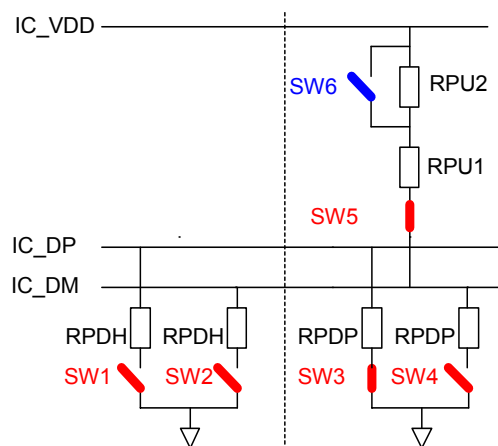 IC_VDD
SW6
RPU2
RPU1
SW5
IC_DP
IC_DM
RPDH RPDH RPDP RPDP
SW1 SW2 SW3 SW4